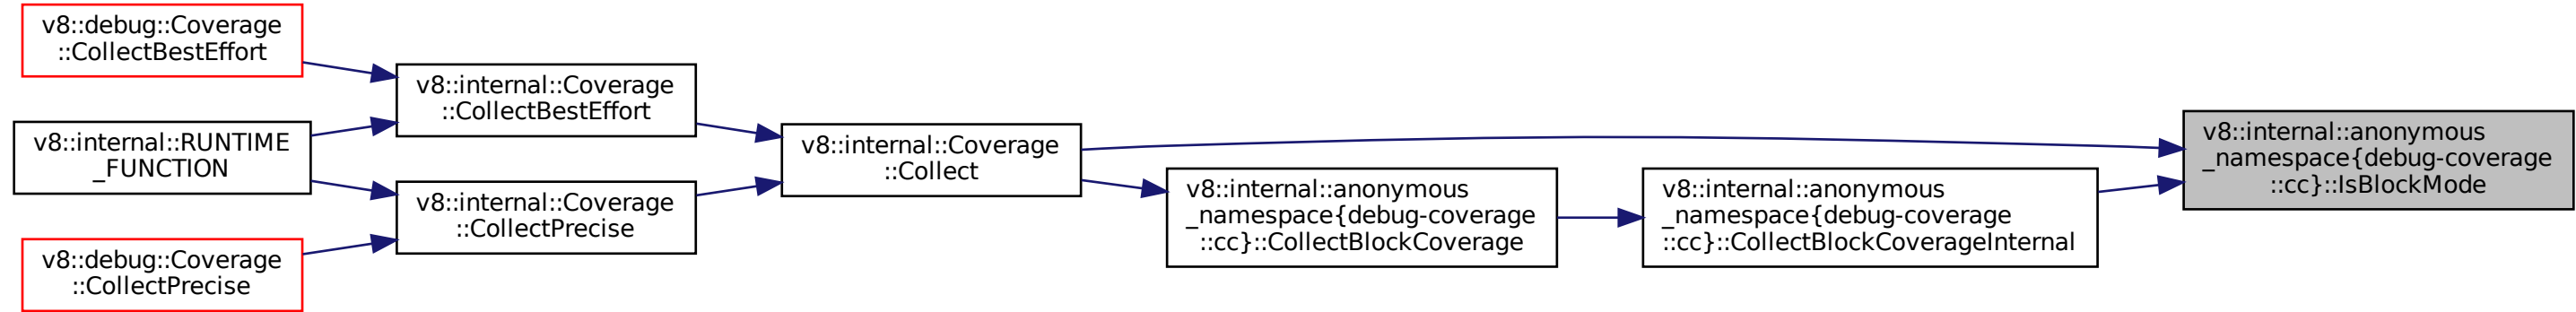 v8::debug::Coverage
::CollectBestEffort
v8::internal::RUNTIME
_FUNCTION
v8::debug::Coverage
::CollectPrecise
v8::internal::Coverage
::CollectBestEffort
v8::internal::Coverage
::CollectPrecise
v8::internal::Coverage
::Collect
v8::internal::anonymous
_namespace{debug-coverage
::cc}::CollectBlockCoverage
v8::internal::anonymous
_namespace{debug-coverage
::cc}::CollectBlockCoverageInternal
v8::internal::anonymous
_namespace{debug-coverage
::cc}::IsBlockMode